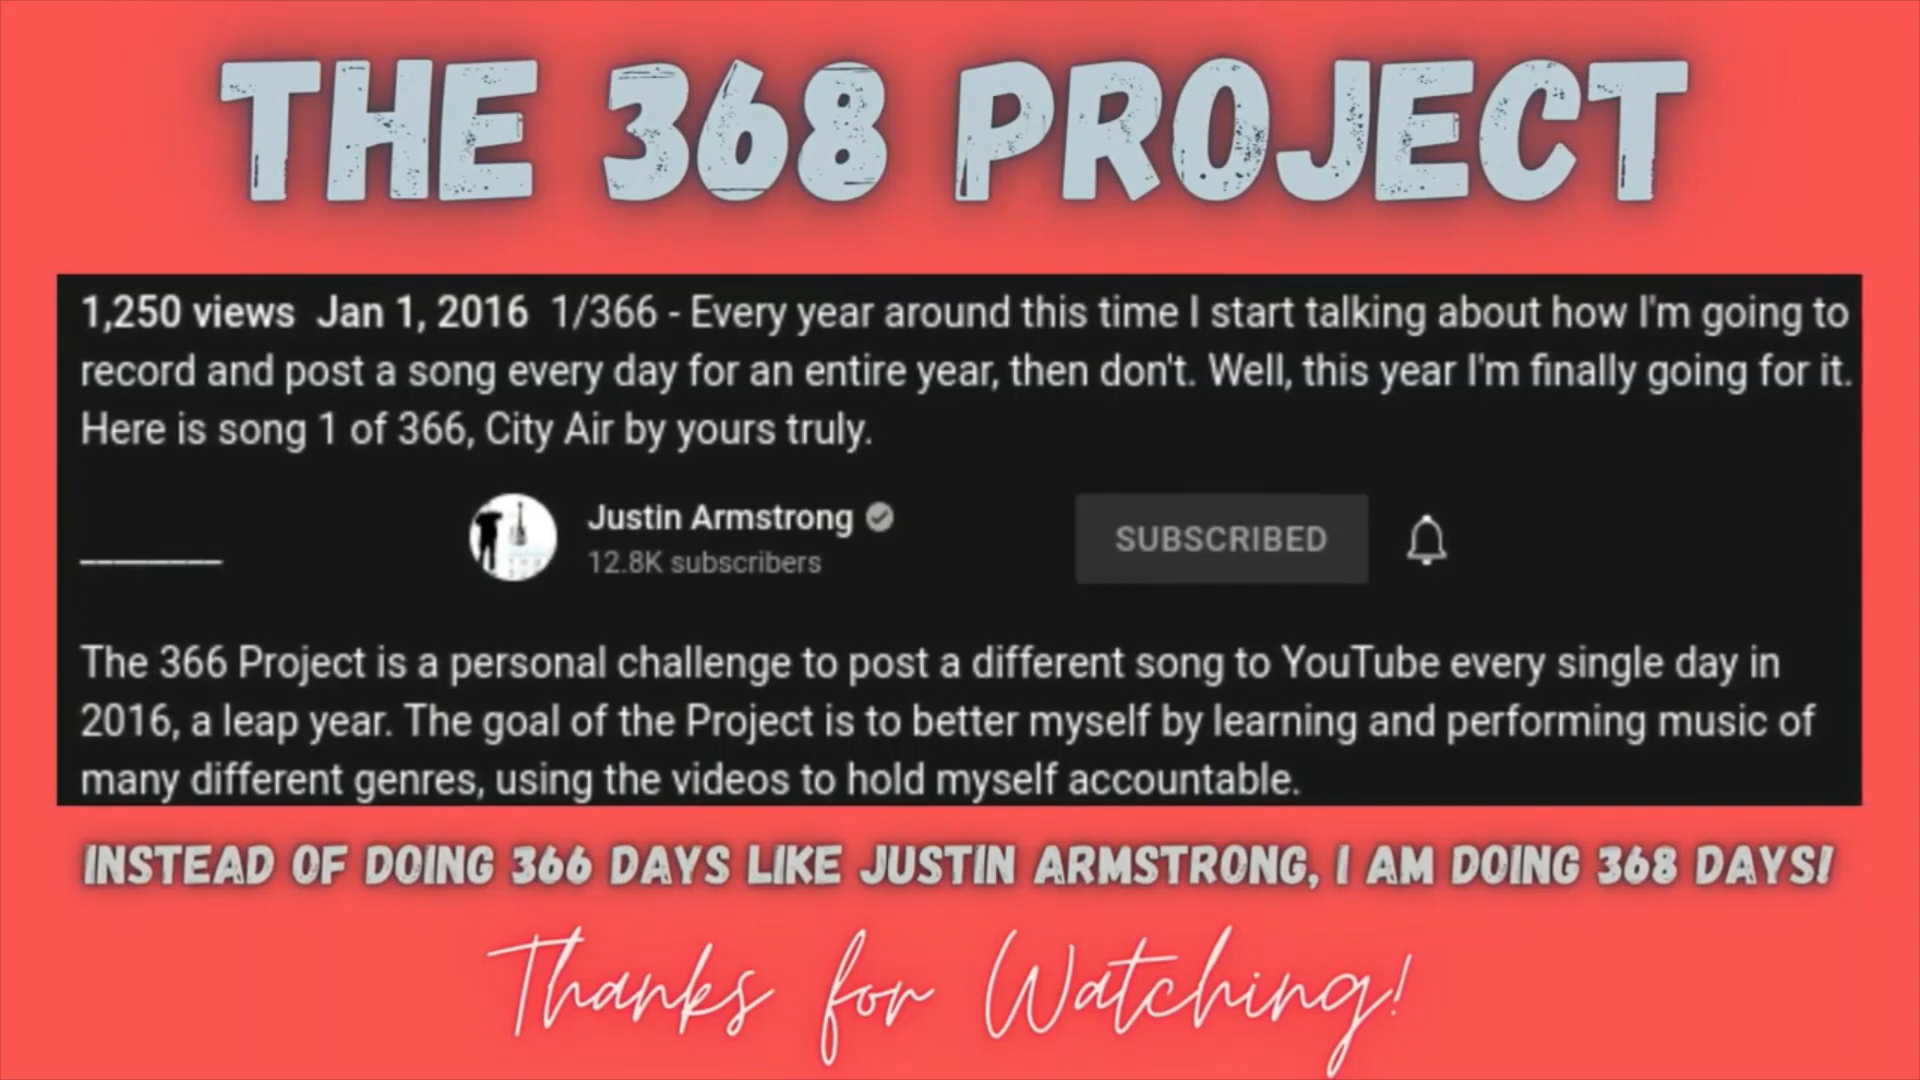 THE 368 PROJECT
1,250 views Jan 1, 2016 1/366 - Every year around this time I start talking about how I'm going to
record and post a song every day for an entire year, then don't. Well, this year I'm finally going for it.
Here is song 1 of 366, City Air by yours truly.
Justin Armstrong
12.8K subscribers
SUBSCRIBED
The 366 Project is a personal challenge to post a different song to YouTube every single day in
2016, a leap year. The goal of the Project is to better myself by learning and performing music of
many different genres, using the videos to hold myself accountable.
INSTEAD OF DOING 366 DAYS LIKE JUSTIN ARMSTRONG, I AM DOING 368 DAYS!
Thanks for Watching!